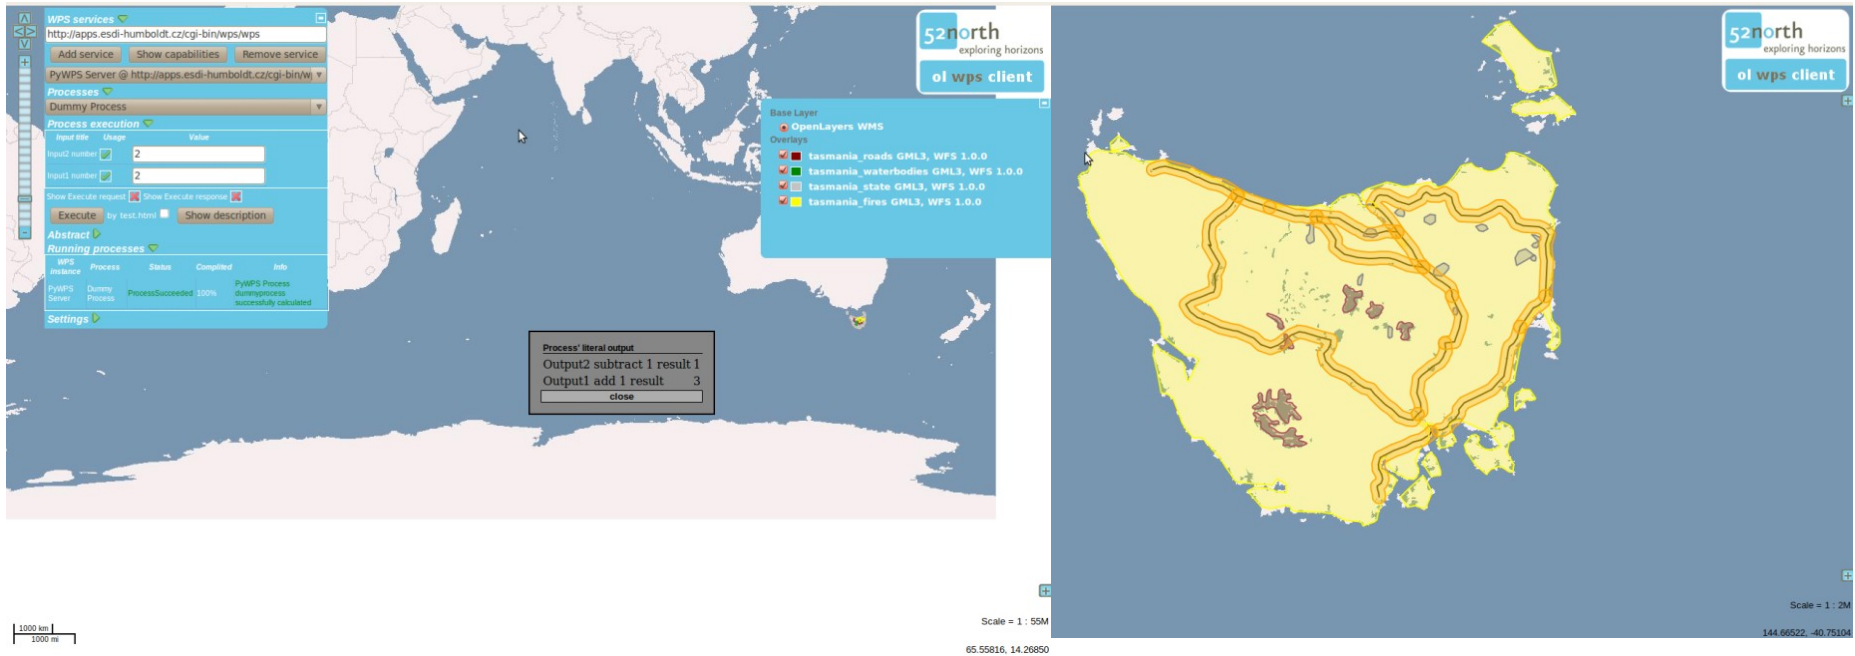 WPS services
http://apps.esdi-humboldt.cz/cgi-bin/wps/wps
Add service Show capabilities Remove service
PyWPS Server @ http://apps.esdi-humboldt.cz/cgi-bin/w
Processes
Dummy Process
Process execution
Input title Usage Value
Input2 number 2
Input1 number 2
Show Execute request Show Execute response
Execute by test.html Show description
Abstract
Running processes
WPS instance Process Status Complited Info
PyWPS Server Dummy Process ProcessSucceeded 100% PyWPS Process dummyprocess successfully calculated
Settings
52north
exploring horizons
ol wps client
Base Layer
OpenLayers WMS
Overlays
tasmania_roads GML3, WFS 1.0.0
tasmania_waterbodies GML3, WFS 1.0.0
tasmania_state GML3, WFS 1.0.0
tasmania_fires GML3, WFS 1.0.0
Process' literal output
Output2 subtract 1 result 1
Output1 add 1 result 3
close
1000 km
1000 mi
Scale = 1 : 55M
65.55816, 14.26850
52north
exploring horizons
ol wps client
Scale = 1 : 2M
144.66522, -40.75104